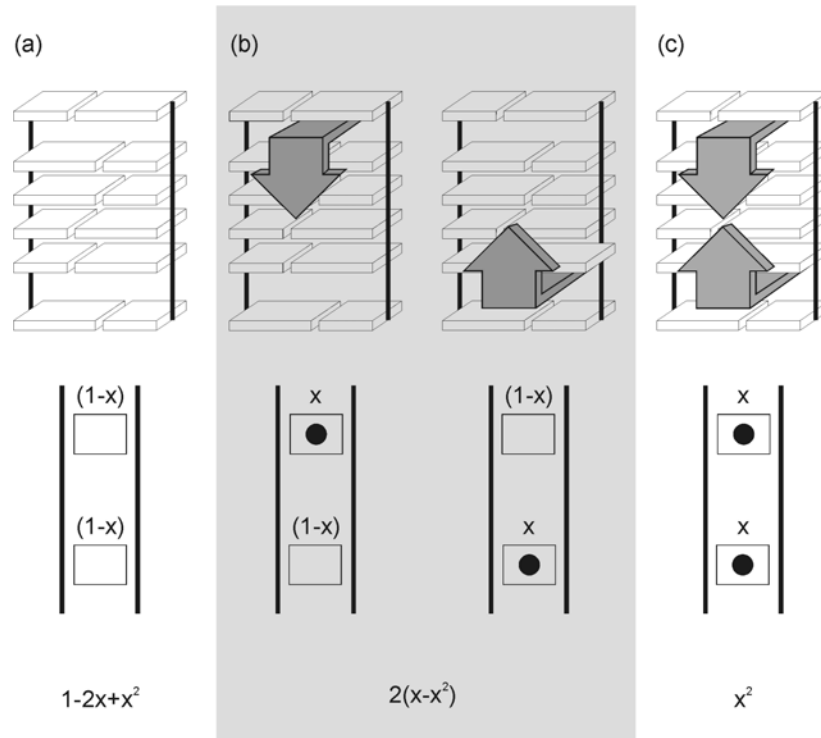 (a)
(b)
(c)
(1-x)
x
(1-x)
x
(1-x)
(1-x)
x
x
1-2x+x²
2(x-x²)
x²